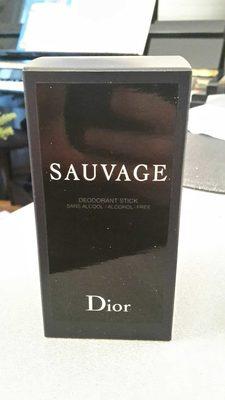 SAUVAGE
DEODORANT STICK
SANS ALCOOL - ALCOHOL - FREE
Dior